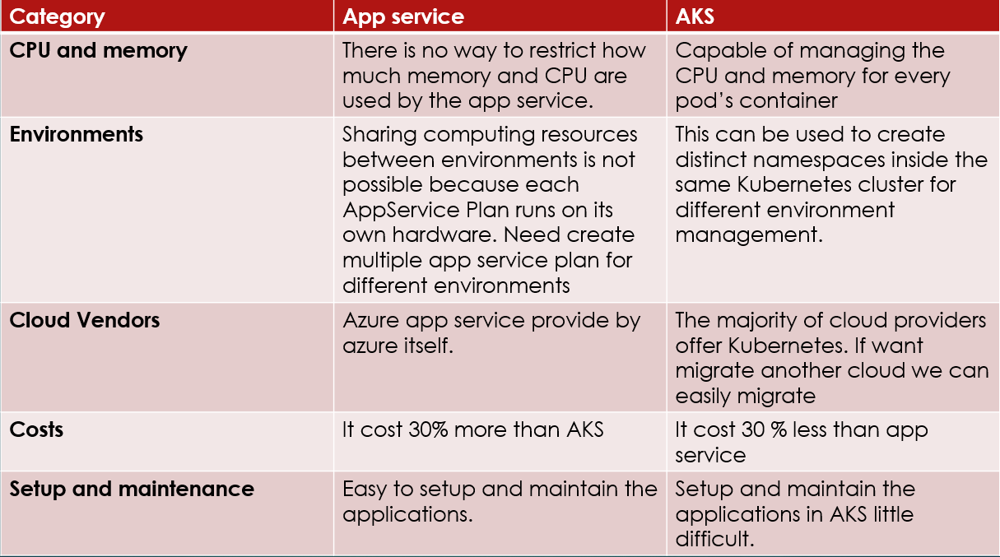 Category
App service
AKS
CPU and memory
There is no way to restrict how
much memory and CPU are
used by the app service.
Capable of managing the
CPU and memory for every
pod’s container
Environments
Sharing computing resources
between environments is not
possible because each
AppService Plan runs on its
own hardware. Need create
multiple app service plan for
different environments
This can be used to create
distinct namespaces inside the
same Kubernetes cluster for
different environment
management.
Cloud Vendors
Azure app service provide by
azure itself.
The majority of cloud providers
offer Kubernetes. If want
migrate another cloud we can
easily migrate
Costs
It cost 30% more than AKS
It cost 30 % less than app
service
Setup and maintenance
Easy to setup and maintain the
applications.
Setup and maintain the
applications in AKS little
difficult.